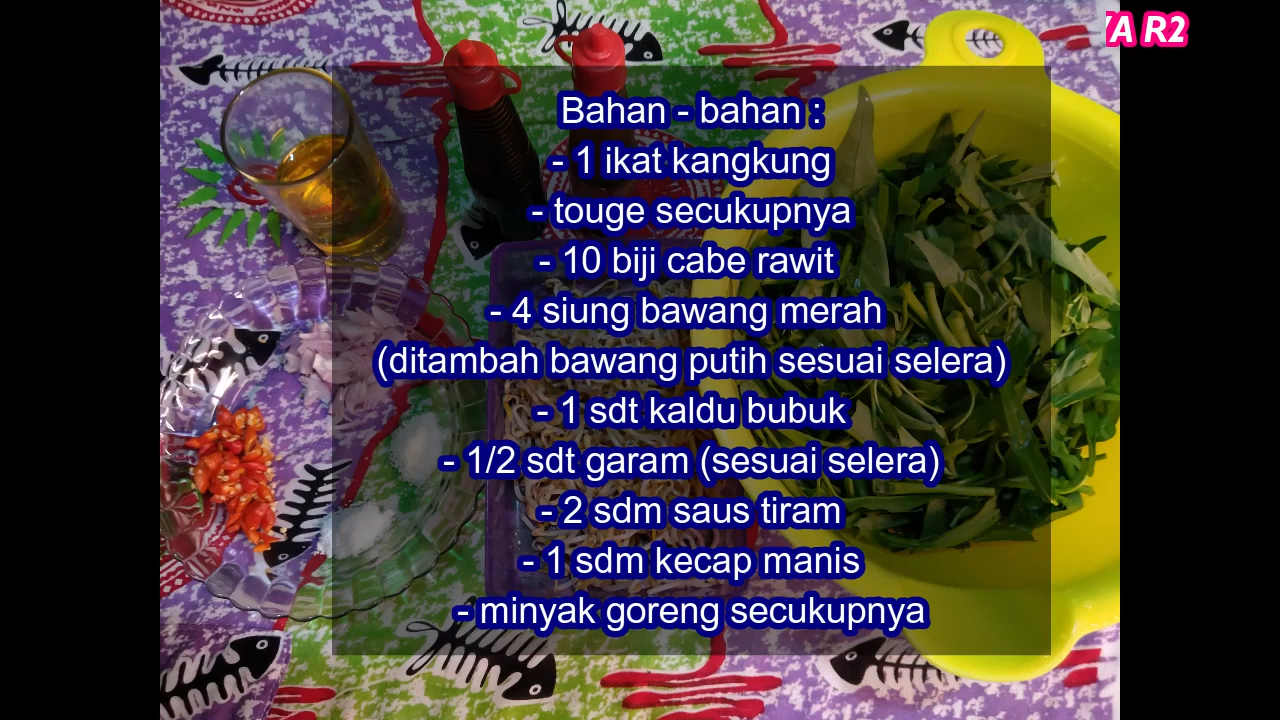 A R2
Bahan - bahan :
- 1 ikat kangkung
- touge secukupnya
- 10 biji cabe rawit
- 4 siung bawang merah
(ditambah bawang putih sesuai selera)
- 1 sdt kaldu bubuk
- 1/2 sdt garam (sesuai selera)
- 2 sdm saus tiram
- 1 sdm kecap manis
- minyak goreng secukupnya